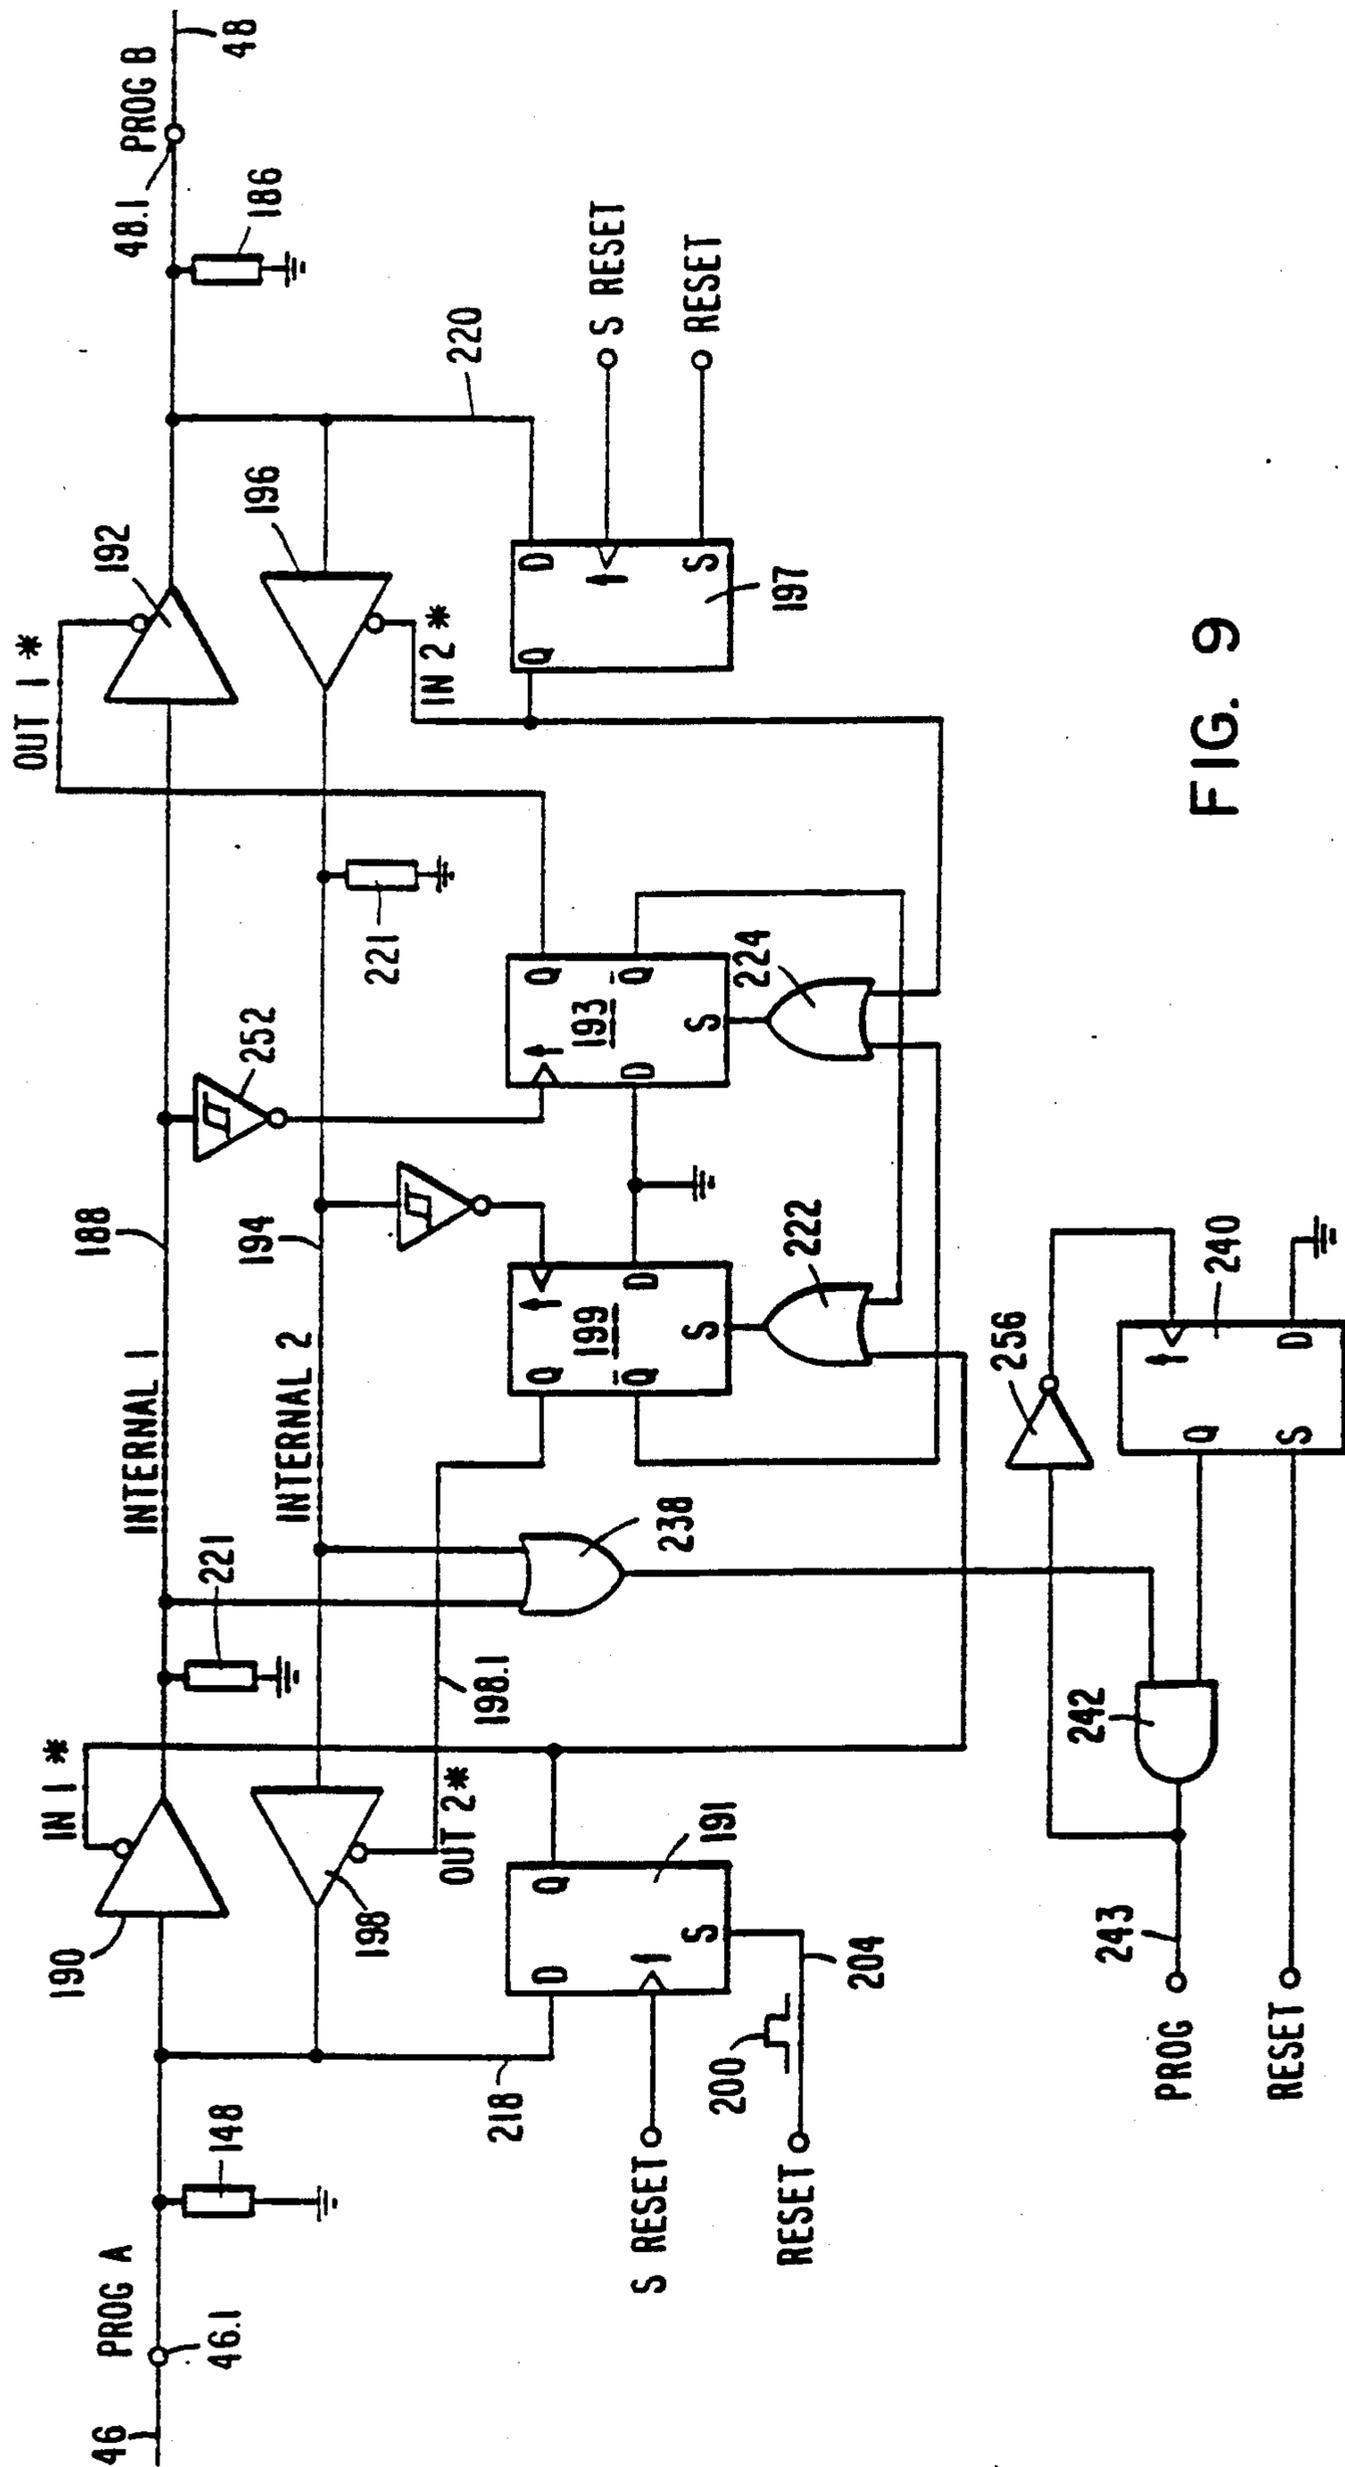 46
PROG A
46.1
148
190
IN 1 *
221
INTERNAL 1
188
252
OUT 1 *
192
186
48.1
PROG B
48
218
198
OUT 2 *
198.1
INTERNAL 2
194
221
196
IN 2 *
220
S RESET
RESET
200
204
D
Q
S
191
238
Q
Q̄
199
D
S
222
193
D
Q
Q̄
S
224
Q
D
S
197
S RESET
RESET
PROG
243
242
RESET
256
Q
S
D
240
FIG. 9